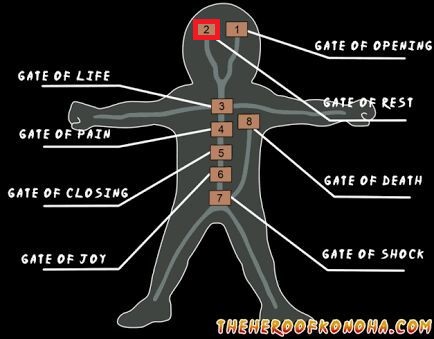 2
1
GATE OF OPENING
GATE OF LIFE
3
GATE OF REST
GATE OF PAIN
4
8
5
GATE OF CLOSING
6
GATE OF DEATH
7
GATE OF JOY
GATE OF SHOCK
THEHEROOFKONOHA.COM